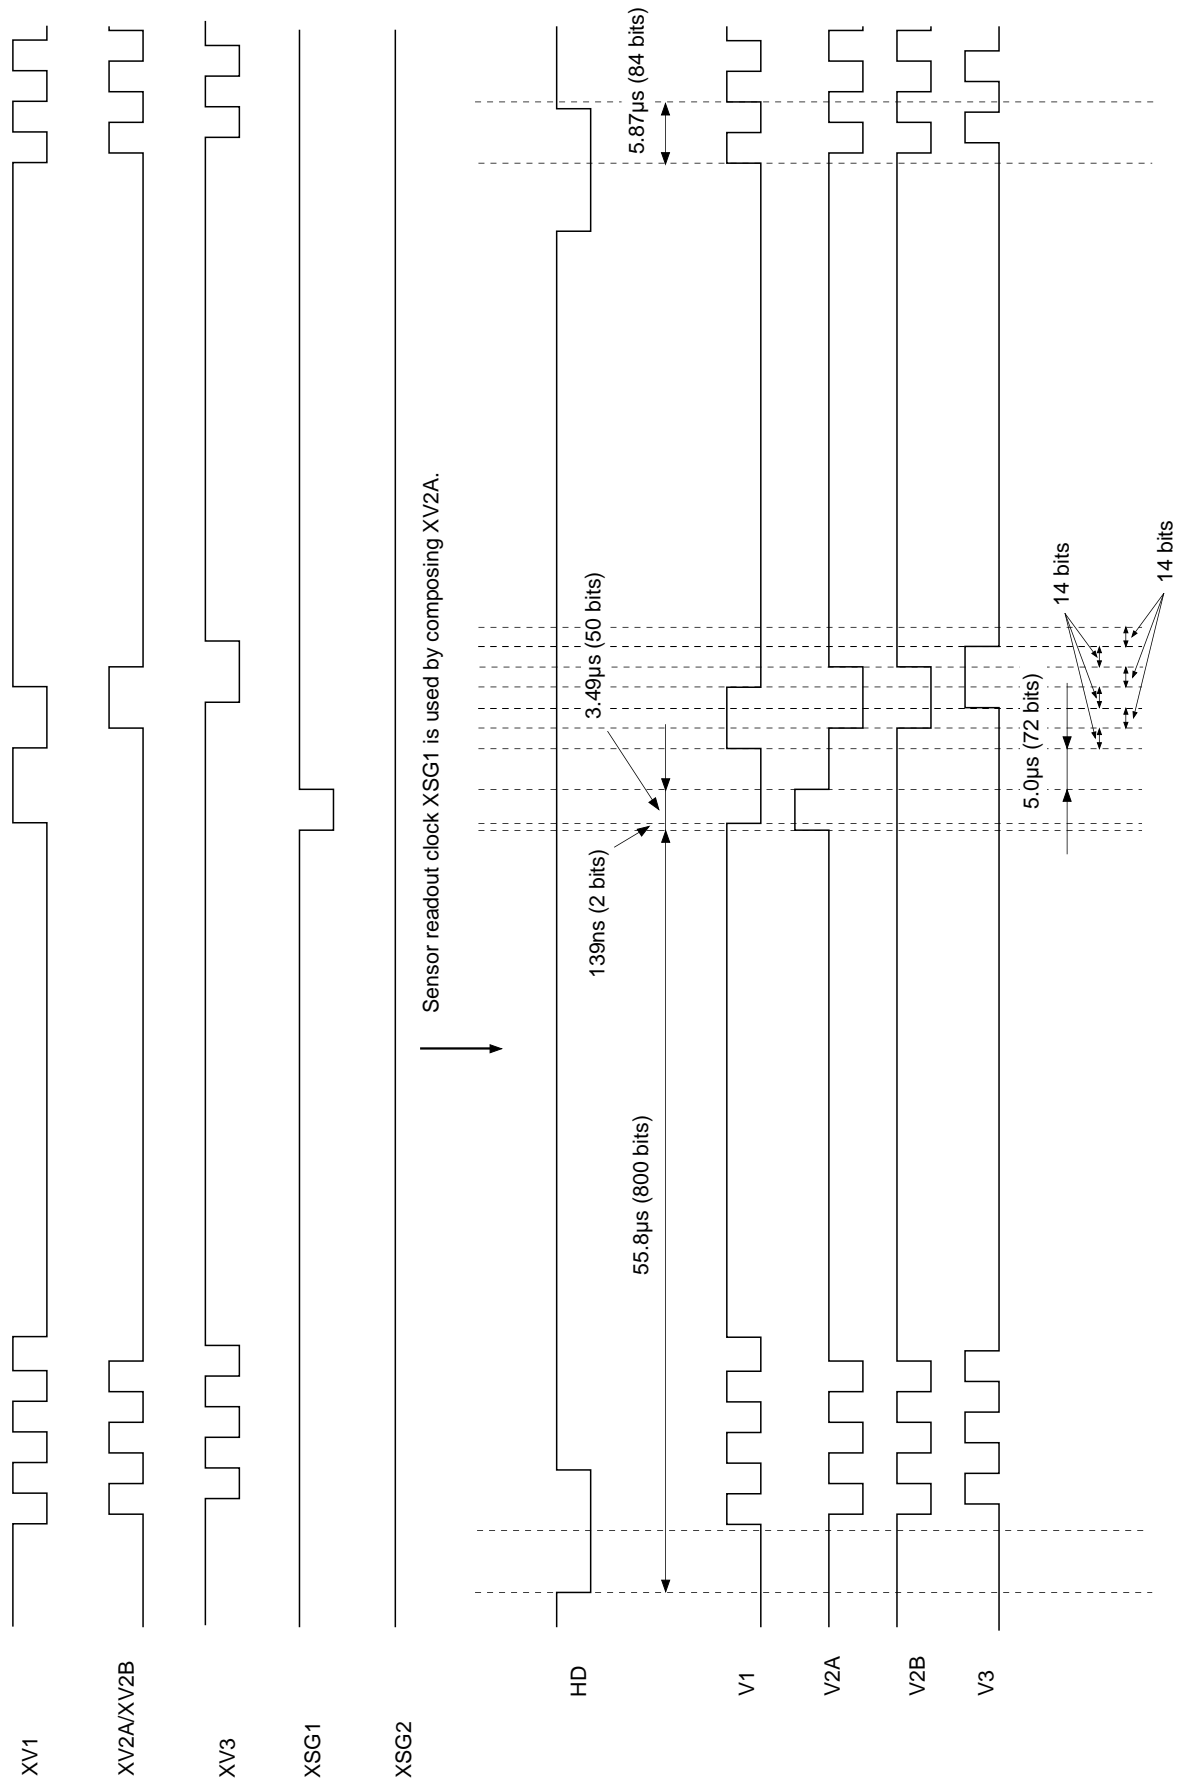 XV1
XV2A/XV2B
XV3
XSG1
XSG2
Sensor readout clock XSG1 is used by composing XV2A.
HD
V1
V2A
V2B
V3
55.8µs (800 bits)
139ns (2 bits)
3.49µs (50 bits)
5.87µs (84 bits)
5.0µs (72 bits)
14 bits
14 bits